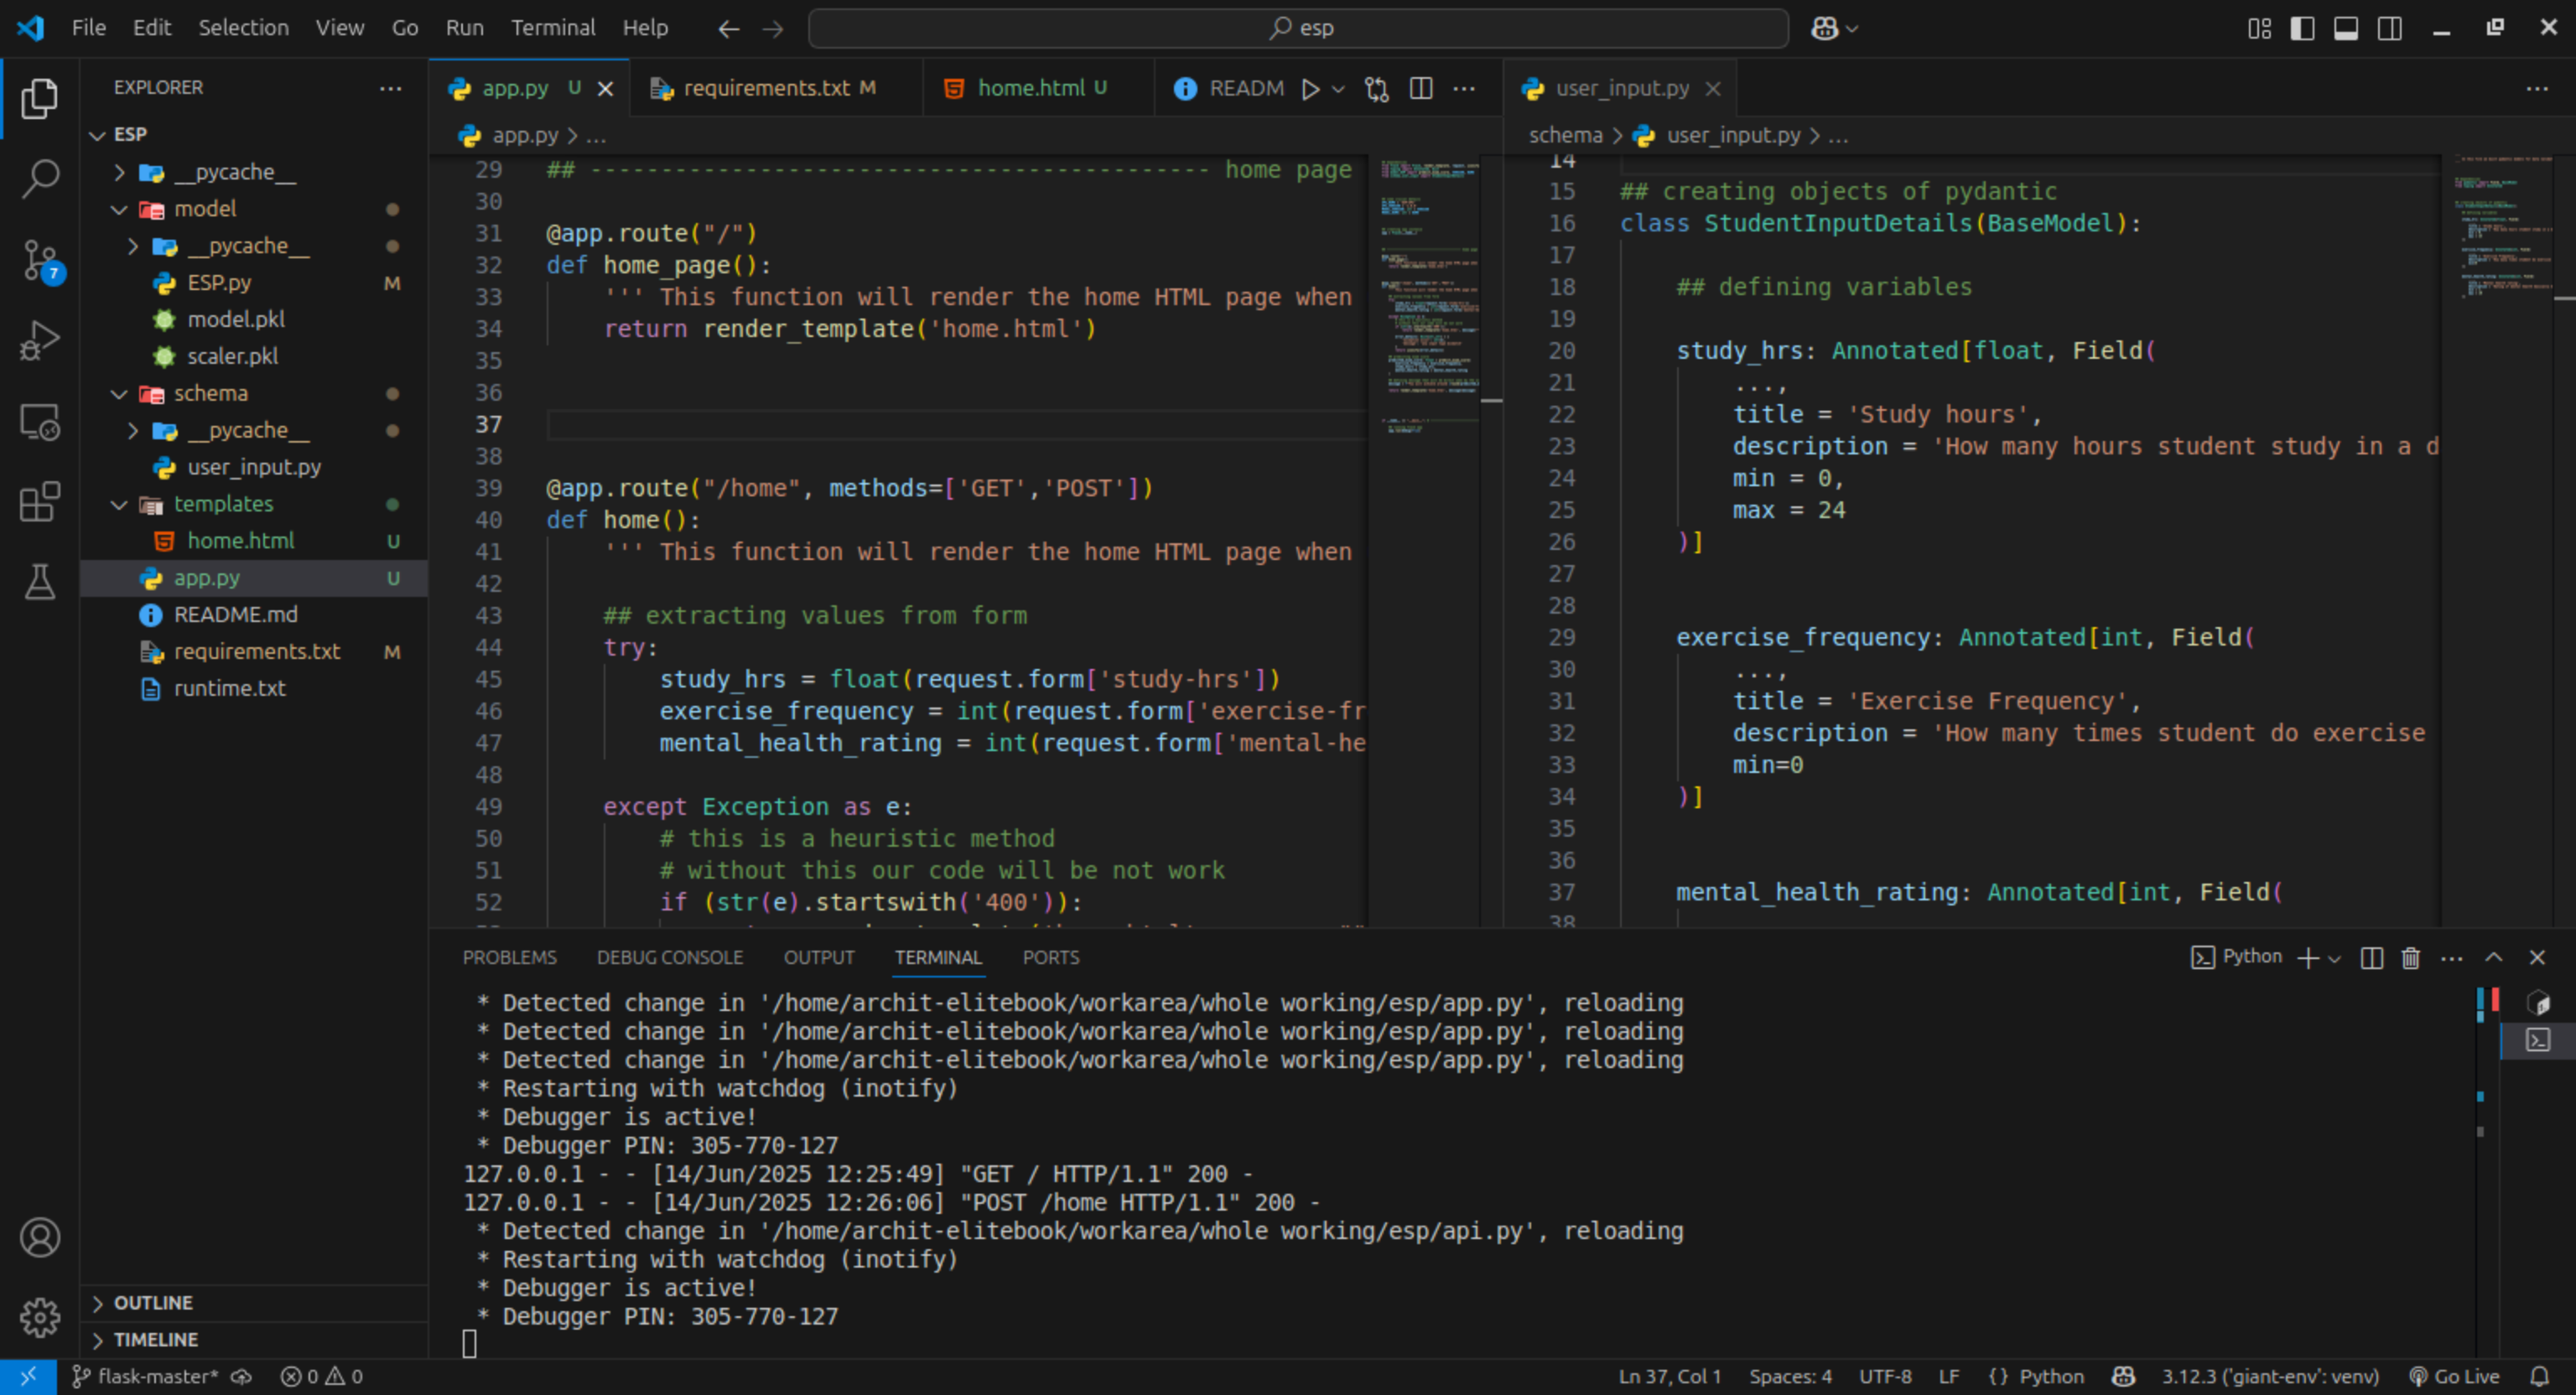 File Edit Selection View Go Run Terminal Help esp
EXPLORER
ESP
__pycache__
model
__pycache__
ESP.py M
model.pkl
scaler.pkl
schema
__pycache__
user_input.py
templates
home.html U
app.py U
README.md
requirements.txt M
runtime.txt
OUTLINE
TIMELINE
app.py U requirements.txt M home.html U READM
app.py > ...
29 ## -------------------------------------------- home page
30
31 @app.route("/")
32 def home_page():
33 ''' This function will render the home HTML page when
34 return render_template('home.html')
35
36
37
38
39 @app.route("/home", methods=['GET','POST'])
40 def home():
41 ''' This function will render the home HTML page when
42
43 ## extracting values from form
44 try:
45 study_hrs = float(request.form['study-hrs'])
46 exercise_frequency = int(request.form['exercise-fr
47 mental_health_rating = int(request.form['mental-he
48
49 except Exception as e:
50 # this is a heuristic method
51 # without this our code will be not work
52 if (str(e).startswith('400')):
user_input.py
schema > user_input.py > ...
14
15 ## creating objects of pydantic
16 class StudentInputDetails(BaseModel):
17
18 ## defining variables
19
20 study_hrs: Annotated[float, Field(
21 ...,
22 title = 'Study hours',
23 description = 'How many hours student study in a d
24 min = 0,
25 max = 24
26 )]
27
28
29 exercise_frequency: Annotated[int, Field(
30 ...,
31 title = 'Exercise Frequency',
32 description = 'How many times student do exercise
33 min=0
34 )]
35
36
37 mental_health_rating: Annotated[int, Field(
38
PROBLEMS DEBUG CONSOLE OUTPUT TERMINAL PORTS Python
* Detected change in '/home/archit-elitebook/workarea/whole working/esp/app.py', reloading
* Detected change in '/home/archit-elitebook/workarea/whole working/esp/app.py', reloading
* Detected change in '/home/archit-elitebook/workarea/whole working/esp/app.py', reloading
* Restarting with watchdog (inotify)
* Debugger is active!
* Debugger PIN: 305-770-127
127.0.0.1 - - [14/Jun/2025 12:25:49] "GET / HTTP/1.1" 200 -
127.0.0.1 - - [14/Jun/2025 12:26:06] "POST /home HTTP/1.1" 200 -
* Detected change in '/home/archit-elitebook/workarea/whole working/esp/api.py', reloading
* Restarting with watchdog (inotify)
* Debugger is active!
* Debugger PIN: 305-770-127
7
flask-master* 0 0 Ln 37, Col 1 Spaces: 4 UTF-8 LF {} Python 3.12.3 ('giant-env': venv) Go Live